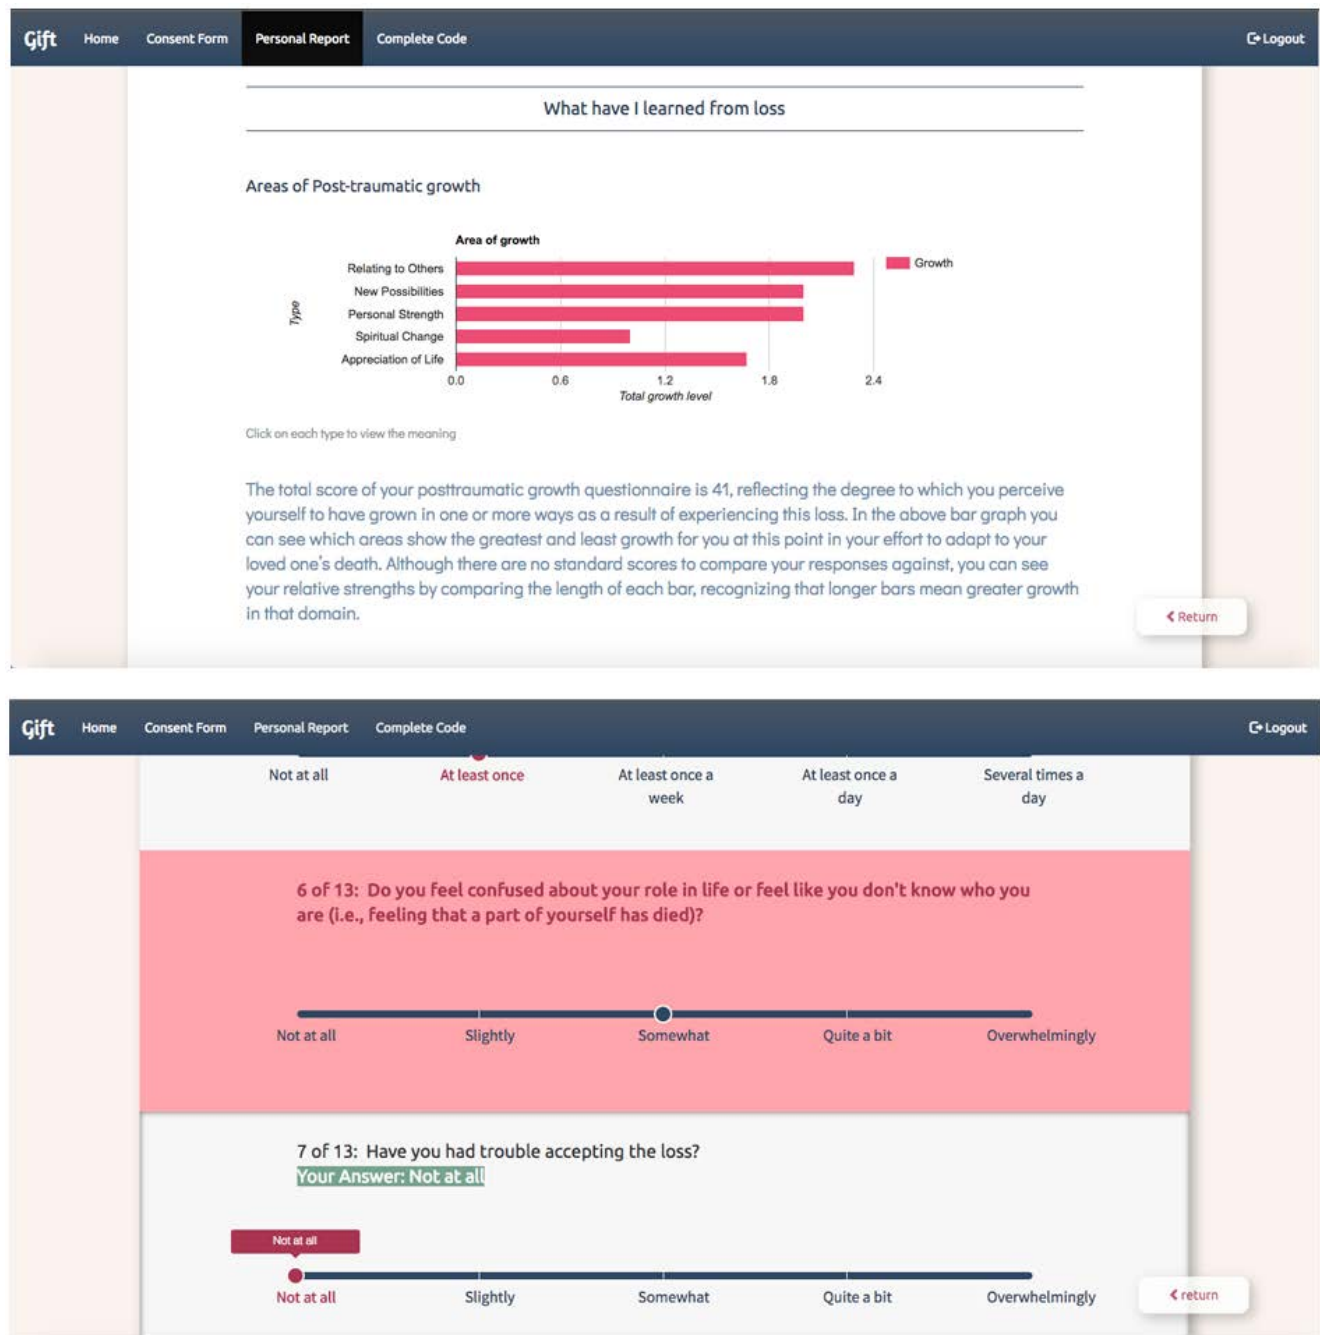 Gift Home Consent Form Personal Report Complete Code Logout
What have I learned from loss
Areas of Post-traumatic growth
Area of growth
Growth
Relating to Others
New Possibilities
Type
Personal Strength
Spiritual Change
Appreciation of Life
0.0 0.6 1.2 1.8 2.4
Total growth level
Click on each type to view the meaning
The total score of your posttraumatic growth questionnaire is 41, reflecting the degree to which you perceive
yourself to have grown in one or more ways as a result of experiencing this loss. In the above bar graph you
can see which areas show the greatest and least growth for you at this point in your effort to adapt to your
loved one's death. Although there are no standard scores to compare your responses against, you can see
your relative strengths by comparing the length of each bar, recognizing that longer bars mean greater growth
in that domain.
Return
Gift Home Consent Form Personal Report Complete Code Logout
Not at all At least once At least once a week At least once a day Several times a day
6 of 13: Do you feel confused about your role in life or feel like you don't know who you
are (i.e., feeling that a part of yourself has died)?
Not at all Slightly Somewhat Quite a bit Overwhelmingly
7 of 13: Have you had trouble accepting the loss?
Your Answer: Not at all
Not at all
Not at all Slightly Somewhat Quite a bit Overwhelmingly
return